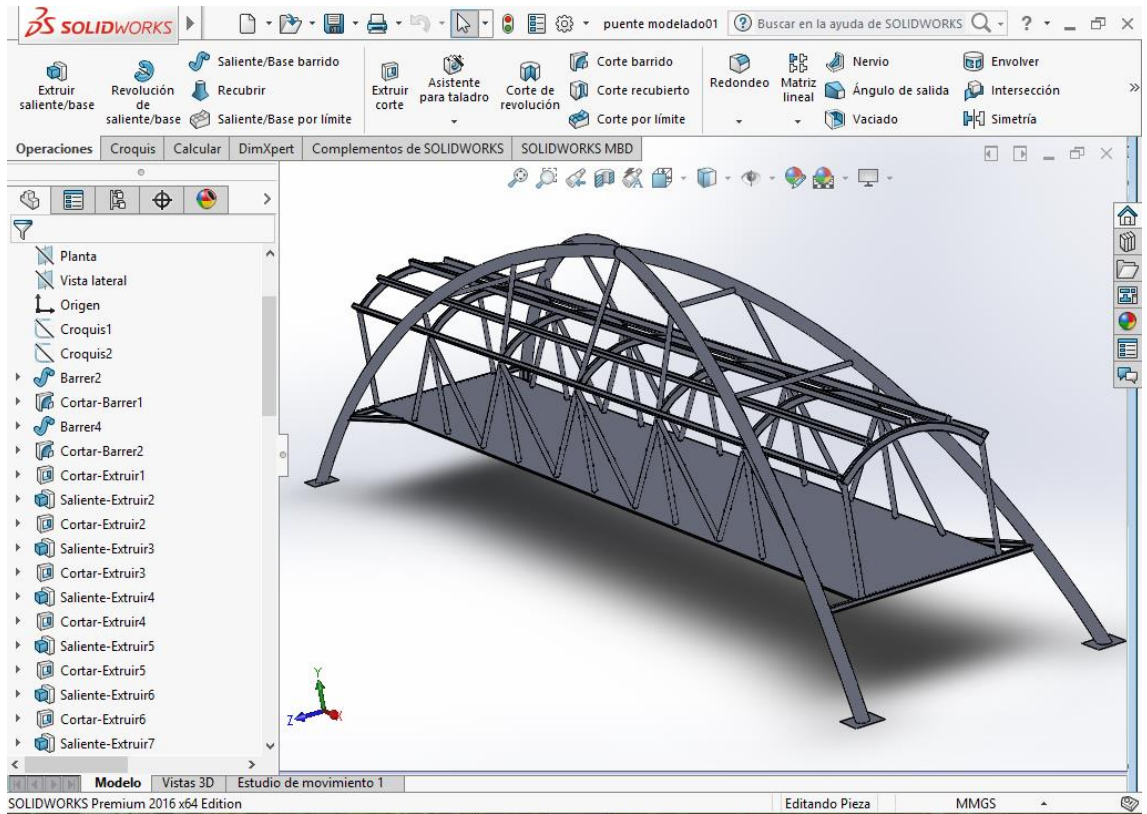 SOLIDWORKS
puente modelado01
Buscar en la ayuda de SOLIDWORKS
?
Extruir saliente/base
Revolución de saliente/base
Saliente/Base barrido
Recubrir
Saliente/Base por límite
Extruir corte
Asistente para taladro
Corte de revolución
Corte barrido
Corte recubierto
Corte por límite
Redondeo
Matriz lineal
Nervio
Ángulo de salida
Vaciado
Envolver
Intersección
Simetría
Operaciones
Croquis
Calcular
DimXpert
Complementos de SOLIDWORKS
SOLIDWORKS MBD
Planta
Vista lateral
Origen
Croquis1
Croquis2
Barrer2
Cortar-Barrer1
Barrer4
Cortar-Barrer2
Cortar-Extruir1
Saliente-Extruir2
Cortar-Extruir2
Saliente-Extruir3
Cortar-Extruir3
Saliente-Extruir4
Cortar-Extruir4
Saliente-Extruir5
Cortar-Extruir5
Saliente-Extruir6
Cortar-Extruir6
Saliente-Extruir7
Y
Z
X
Modelo
Vistas 3D
Estudio de movimiento 1
SOLIDWORKS Premium 2016 x64 Edition
Editando Pieza
MMGS